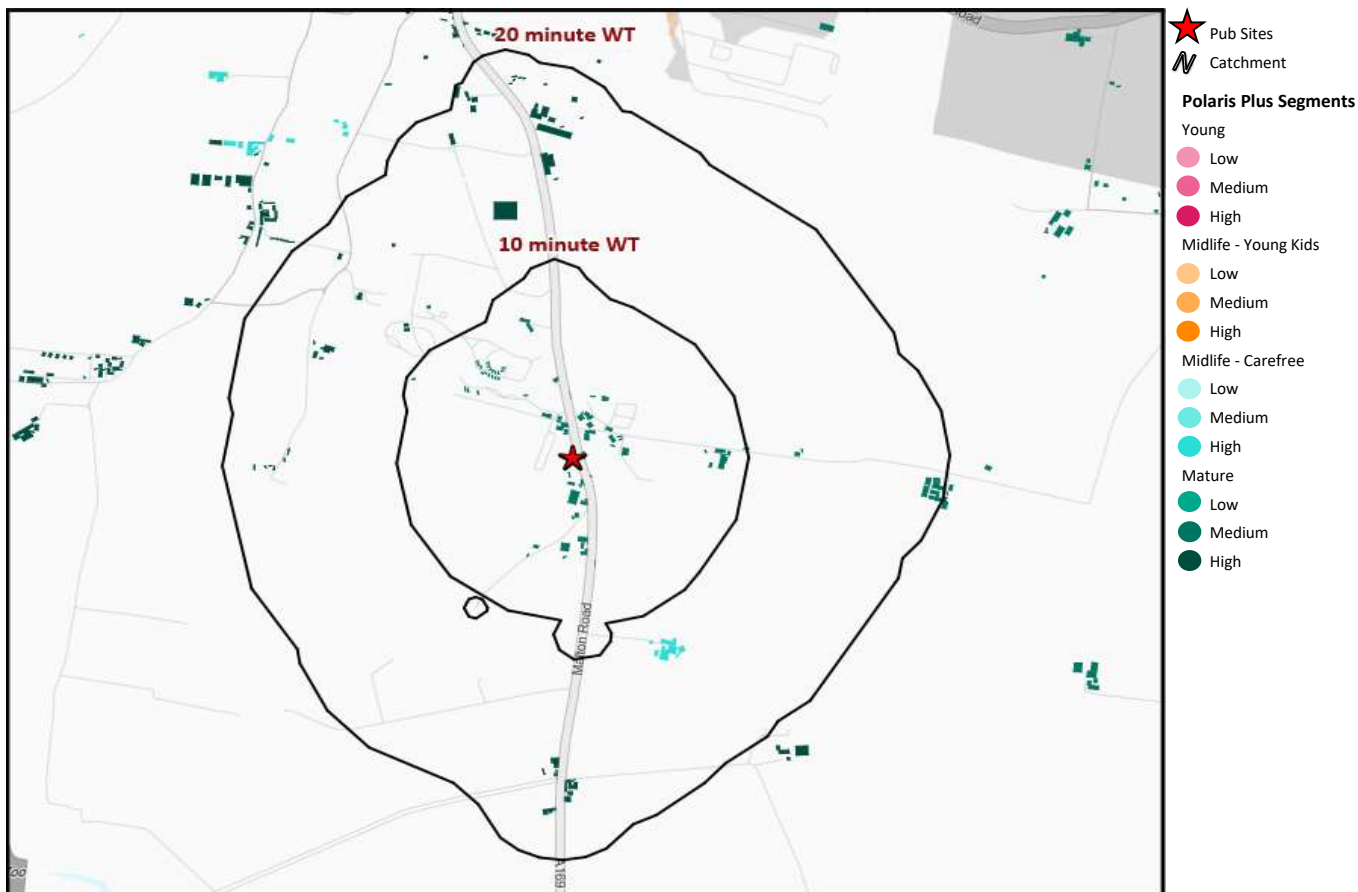 20 minute WT
10 minute WT
Malton Road
A169
Pub Sites
Catchment
Polaris Plus Segments
Young
Low
Medium
High
Midlife - Young Kids
Low
Medium
High
Midlife - Carefree
Low
Medium
High
Mature
Low
Medium
High